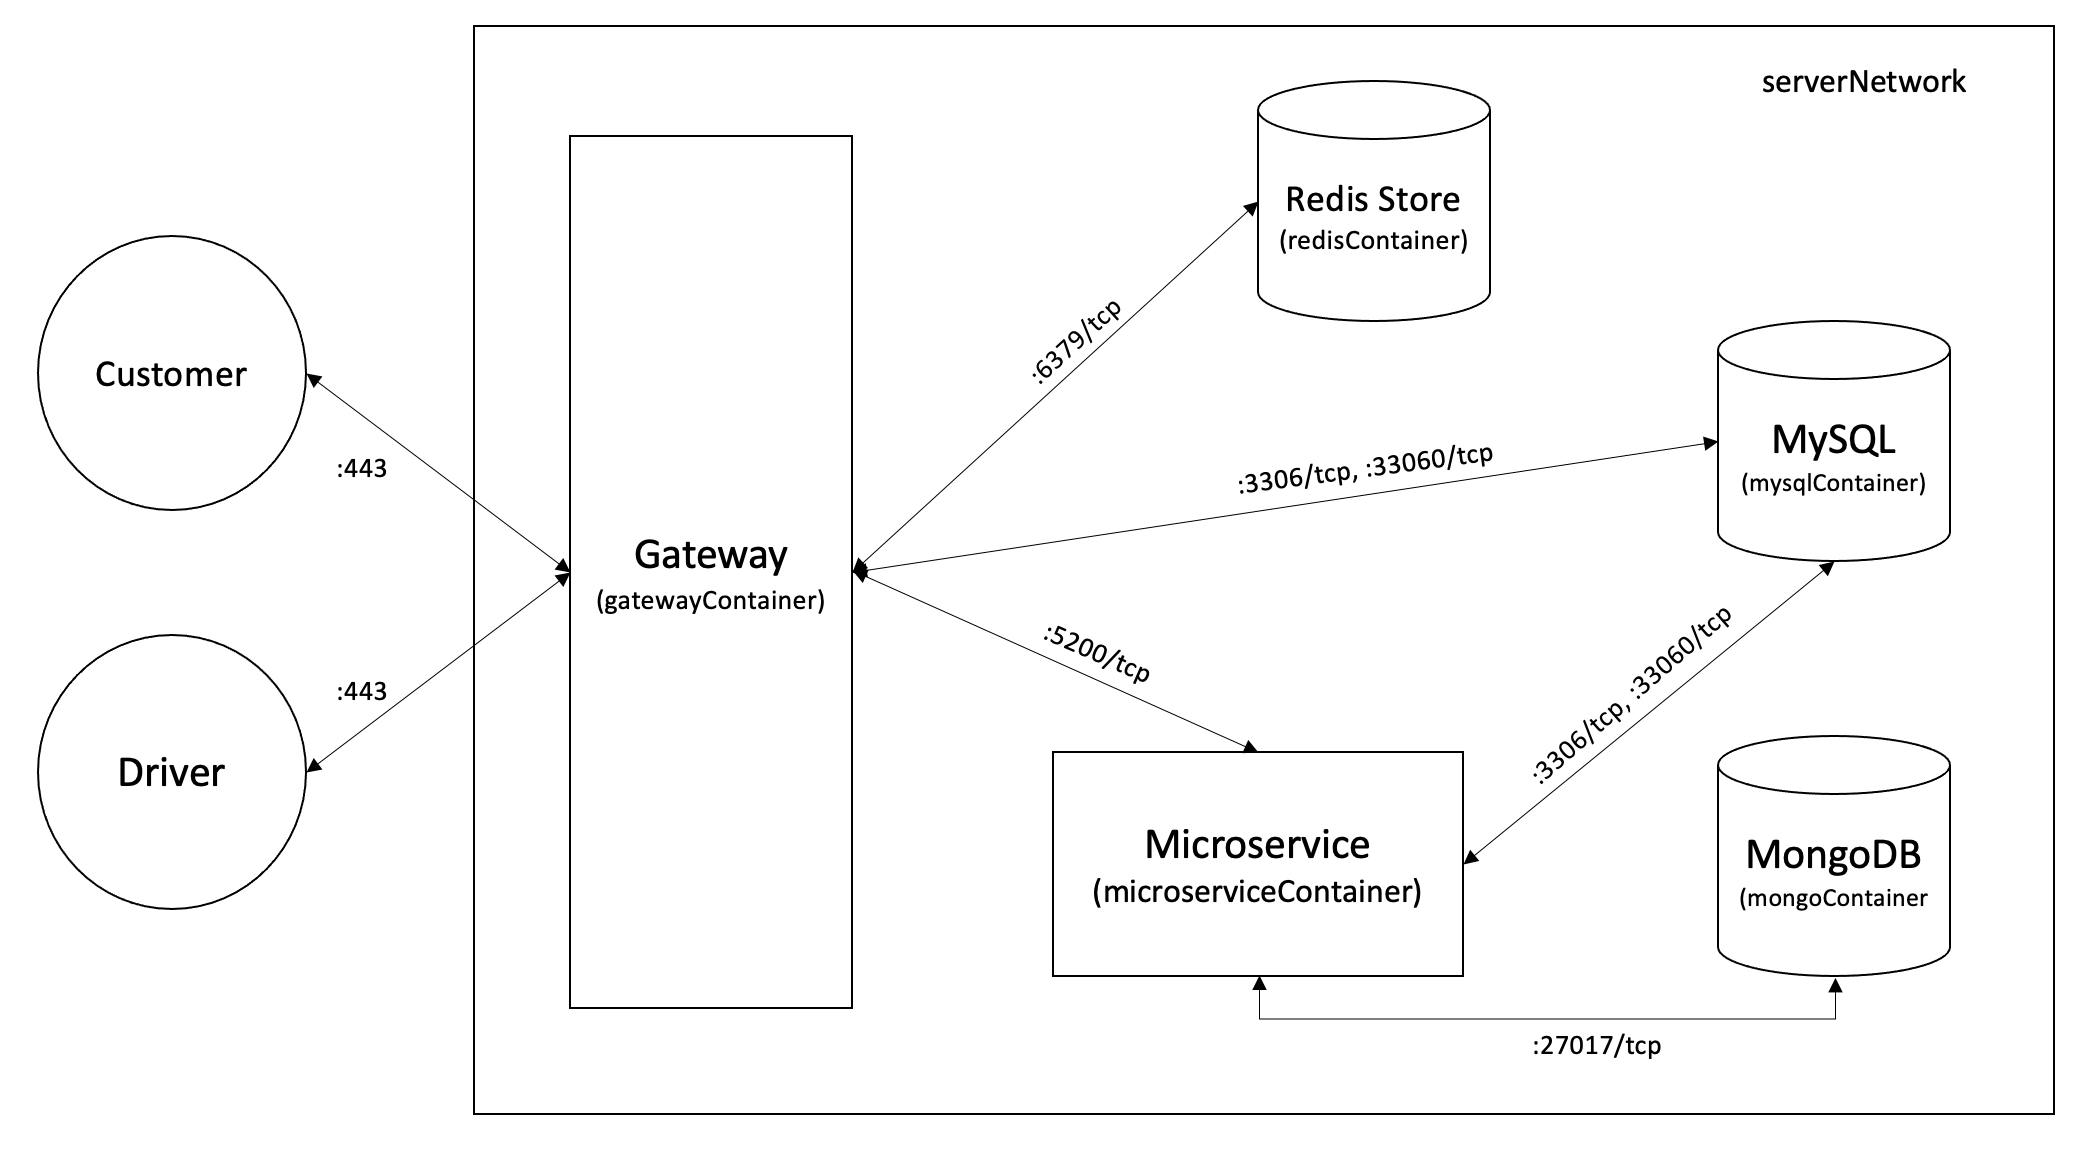 serverNetwork
Customer
:443
Driver
:443
Gateway
(gatewayContainer)
:6379/tcp
Redis Store
(redisContainer)
:3306/tcp, :33060/tcp
MySQL
(mysqlContainer)
:5200/tcp
Microservice
(microserviceContainer)
:3306/tcp, :33060/tcp
MongoDB
(mongoContainer
:27017/tcp